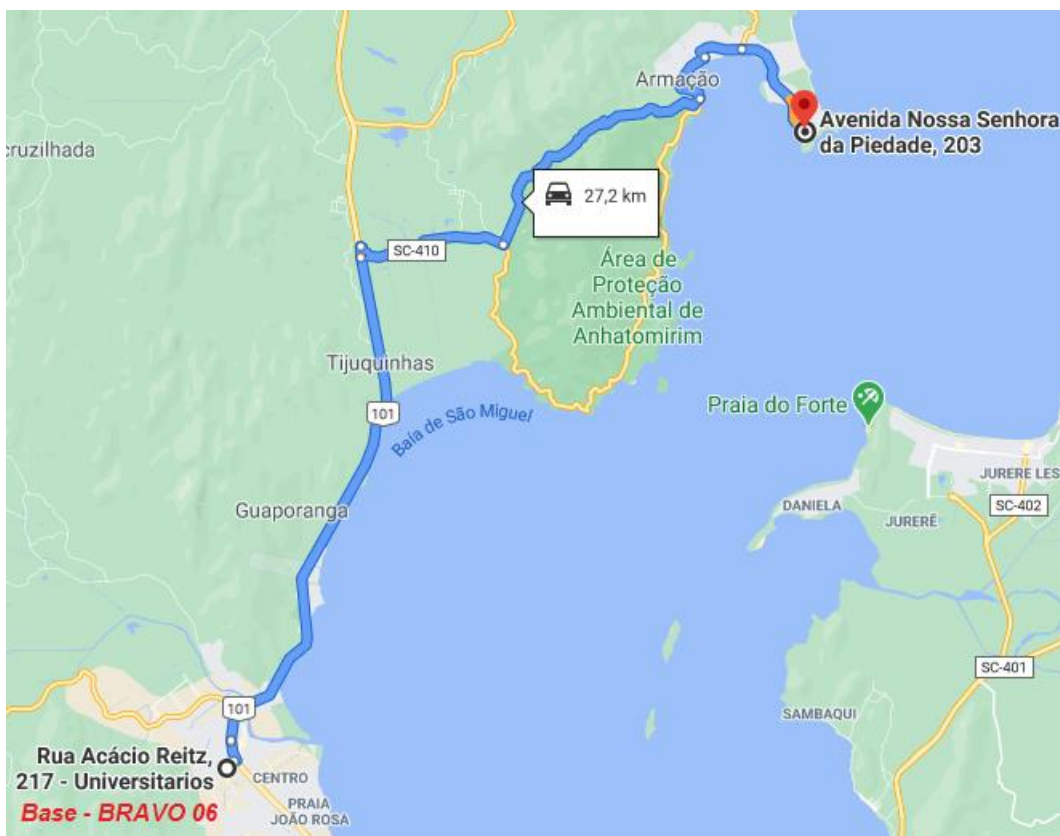 Armação
Avenida Nossa Senhora
da Piedade, 203
cruzilhada
27,2 km
SC-410
Área de
Proteção
Ambiental de
Anhatomirim
Tijuquinhas
101
Baía de São Miguel
Praia do Forte
JURERE LES
DANIELA
SC-402
JURERÊ
Guaporanga
SC-401
101
SAMBAQUI
Rua Acácio Reitz,
217 - Universitarios
CENTRO
Base - BRAVO 06
PRAIA
JOÃO ROSA